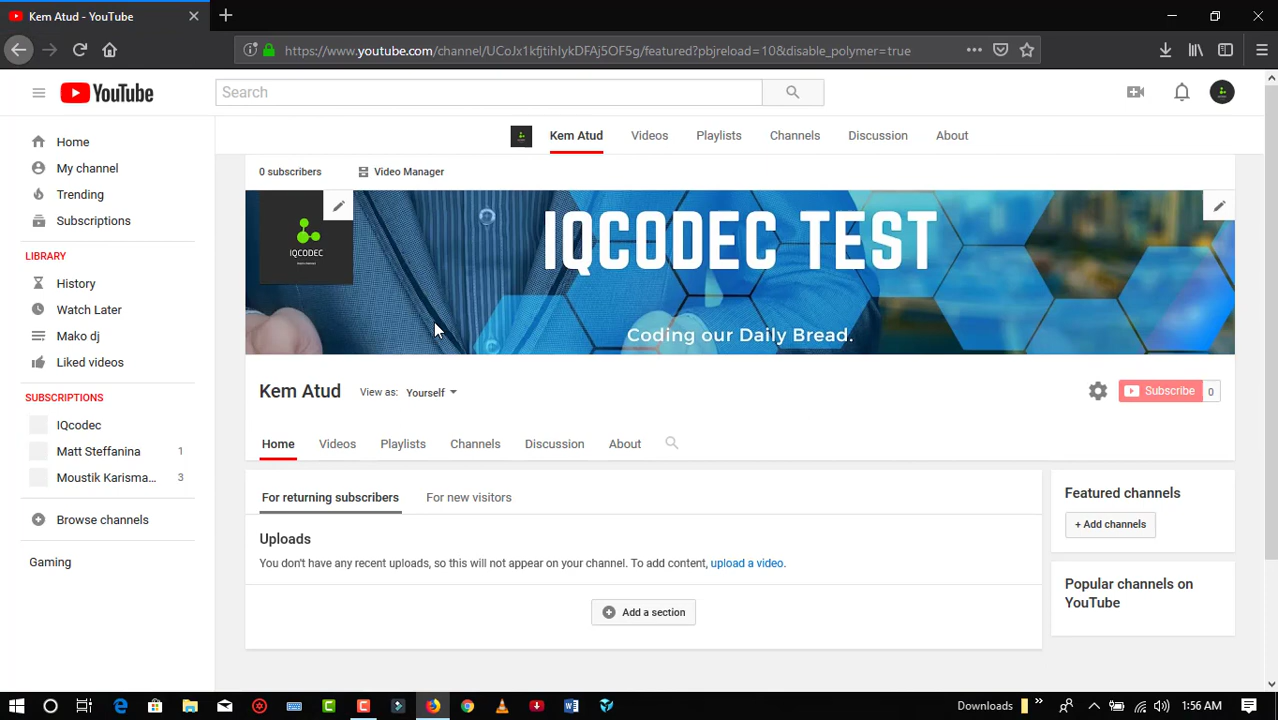 Kem Atud - YouTube
https://www.youtube.com/channel/UCoJx1kfjtihIykDFAj5OF5g/featured?pbjreload=10&disable_polymer=true
YouTube
Search
Kem Atud Videos Playlists Channels Discussion About
Home
My channel
Trending
Subscriptions
LIBRARY
History
Watch Later
Mako dj
Liked videos
SUBSCRIPTIONS
IQcodec
Matt Steffanina 1
Moustik Karisma... 3
Browse channels
Gaming
0 subscribers Video Manager
IQCODEC
IQCODEC TEST
Coding our Daily Bread.
Kem Atud View as: Yourself
Subscribe 0
Home Videos Playlists Channels Discussion About
For returning subscribers For new visitors
Uploads
You don't have any recent uploads, so this will not appear on your channel. To add content, upload a video.
Add a section
Featured channels
+ Add channels
Popular channels on
YouTube
Downloads
1:56 AM